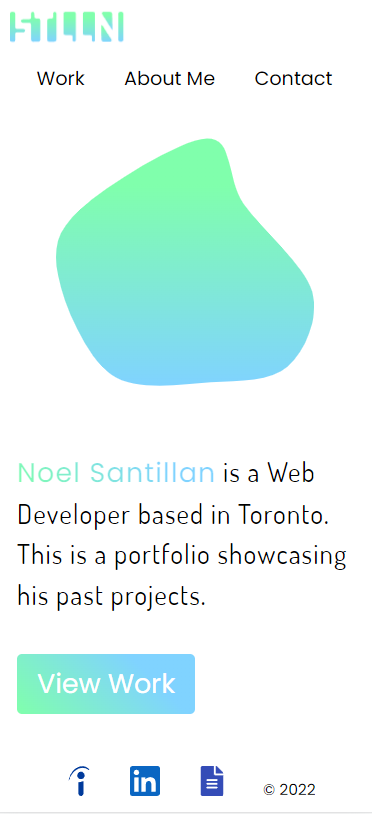 STLLN
Work About Me Contact
Noel Santillan is a Web
Developer based in Toronto.
This is a portfolio showcasing
his past projects.
View Work
in
© 2022